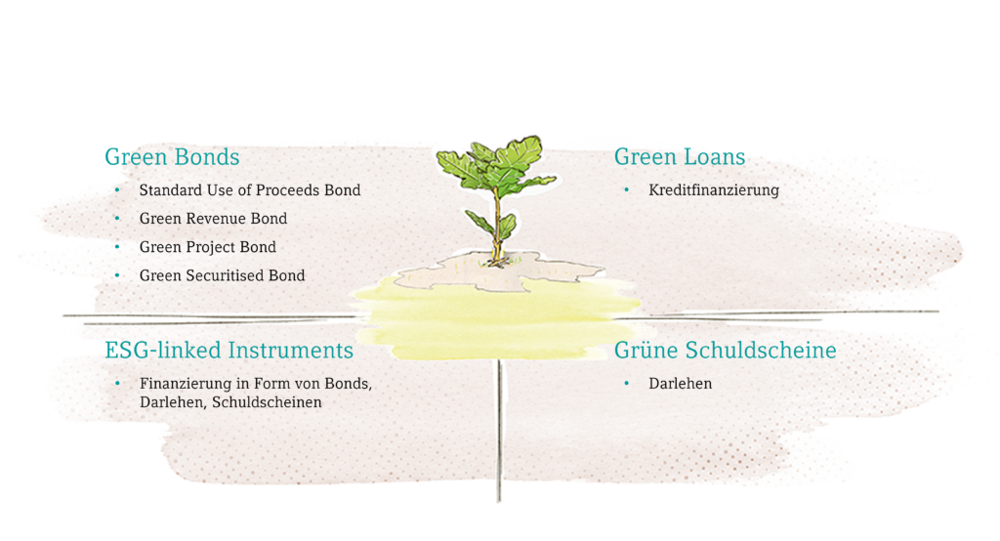 Green Bonds
• Standard Use of Proceeds Bond
• Green Revenue Bond
• Green Project Bond
• Green Securitised Bond
Green Loans
• Kreditfinanzierung
ESG-linked Instruments
• Finanzierung in Form von Bonds,
Darlehen, Schuldscheinen
Grüne Schuldscheine
• Darlehen